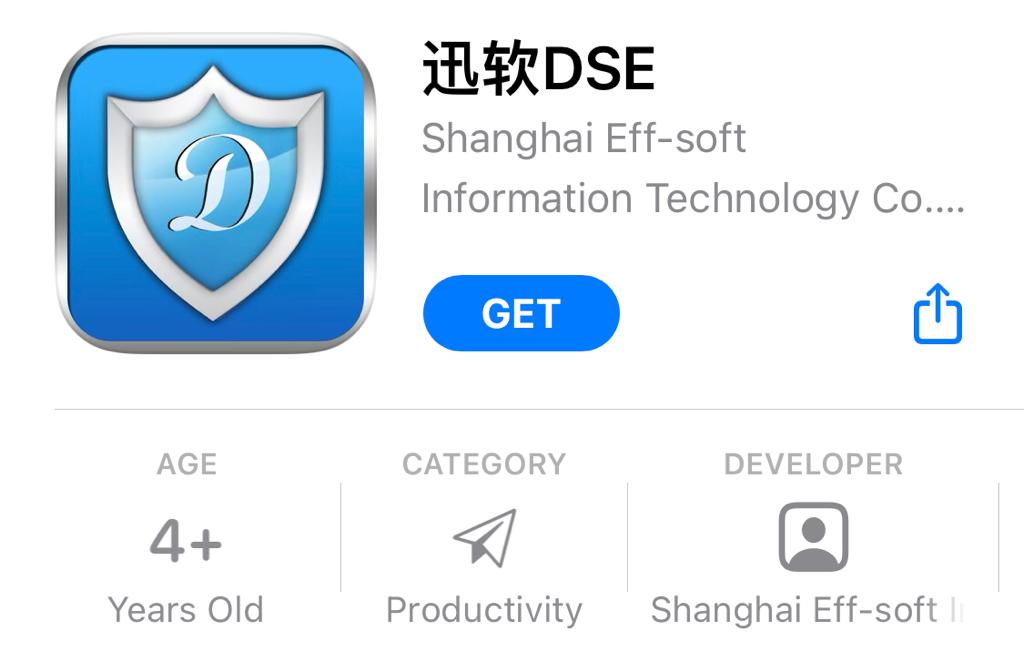 迅软DSE
Shanghai Eff-soft
Information Technology Co....
D
GET
AGE
CATEGORY
DEVELOPER
4+
Years Old
Productivity
Shanghai Eff-soft